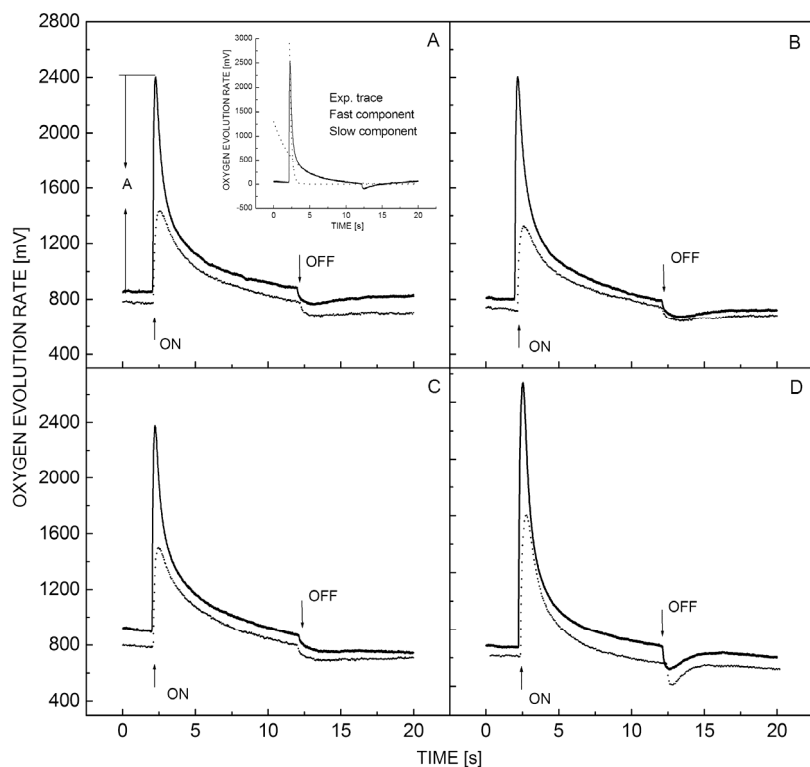 OXYGEN EVOLUTION RATE [mV]
2800
2400
2000
1600
1200
800
400
A
A
ON
OFF
OXYGEN EVOLUTION RATE [mV]
3000
2500
2000
1500
1000
500
0
-500
0 5 10 15 20
TIME [s]
Exp. trace
Fast component
Slow component
B
ON
OFF
2400
2000
1600
1200
800
400
C
ON
OFF
0 5 10 15 20
D
ON
OFF
0 5 10 15 20
TIME [s]